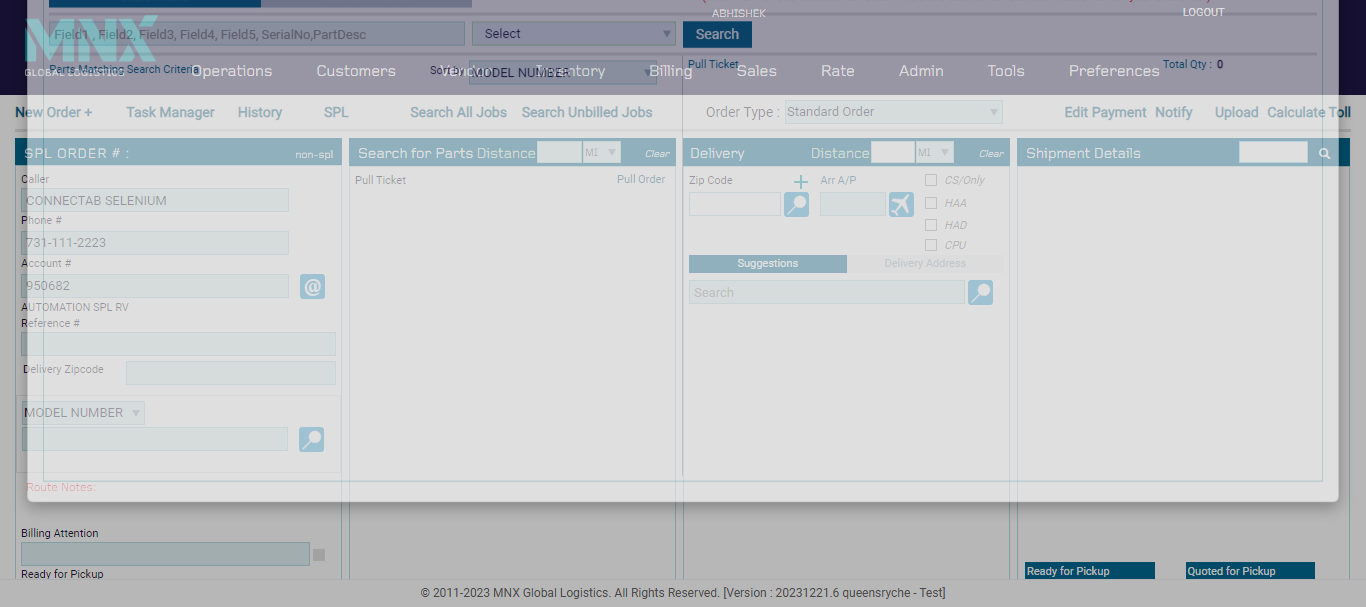 ABHISHEK
LOGOUT
MNX
GLOBAL LOGISTICS
Field1 , Field2, Field3, Field4, Field5, SerialNo,PartDesc
Select
Search
Parts Matching Search Criteria
Sort by
MODEL NUMBER
Pull Ticket
Total Qty : 0
Operations Customers Vendor Inventory Billing Sales Rate Admin Tools Preferences
New Order + Task Manager History SPL Search All Jobs Search Unbilled Jobs Order Type : Standard Order Edit Payment Notify Upload Calculate Toll
SPL ORDER # : non-spl
Search for Parts Distance MI Clear
Delivery Distance MI Clear
Shipment Details
Caller
CONNECTAB SELENIUM
Phone #
731-111-2223
Account #
950682
@
AUTOMATION SPL RV
Reference #
Delivery Zipcode
MODEL NUMBER
Route Notes:
Billing Attention
Ready for Pickup
Pull Ticket Pull Order
Zip Code Arr A/P CS/Only
HAA
HAD
CPU
Suggestions Delivery Address
Search
Ready for Pickup Quoted for Pickup
© 2011-2023 MNX Global Logistics. All Rights Reserved. [Version : 20231221.6 queensryche - Test]